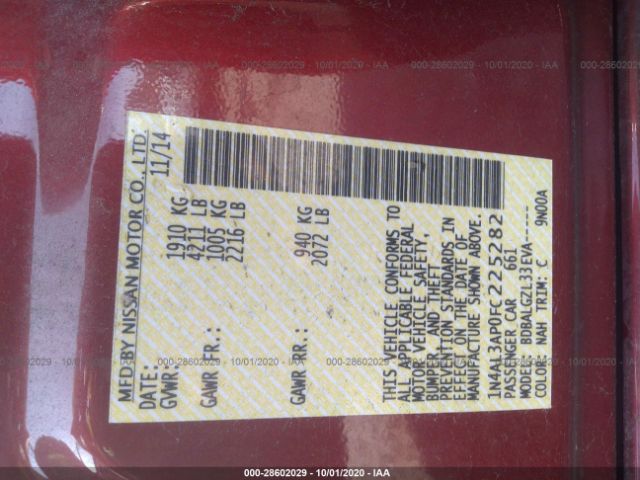 MFD BY NISSAN MOTOR CO., LTD.
DATE: 11/14
GVWR: 1910 KG
4211 LB
GAWR FR.: 1005 KG
2216 LB
GAWR RR.: 940 KG
2072 LB
THIS VEHICLE CONFORMS TO
ALL APPLICABLE FEDERAL
MOTOR VEHICLE SAFETY,
BUMPER, AND THEFT
PREVENTION STANDARDS IN
EFFECT ON THE DATE OF
MANUFACTURE SHOWN ABOVE.
1N4AL3AP0FC225282
PASSENGER CAR 661
MODEL: BDBALGZL33EVA-----
COLOR: NAH TRIM: C 9N00A
000-28602029 - 10/01/2020 - IAA